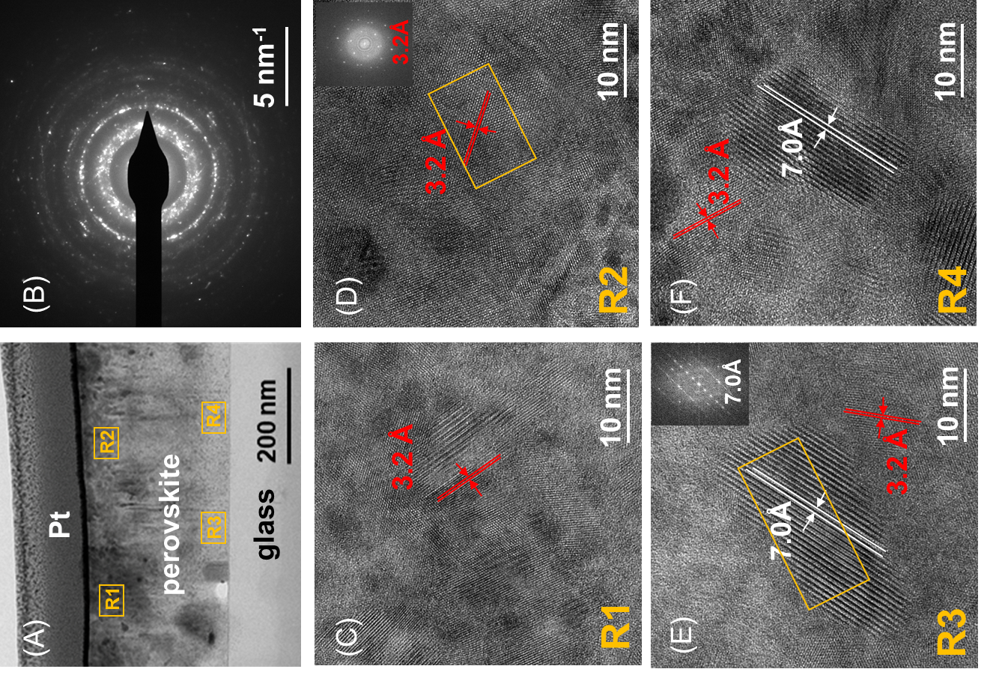 (A)
Pt
R1
R2
perovskite
R3
R4
glass
200 nm
(B)
5 nm-1
(C)
3.2 Å
R1
10 nm
(D)
3.2Å
3.2 Å
R2
10 nm
(E)
7.0Å
7.0Å
3.2 Å
R3
10 nm
(F)
3.2 Å
7.0Å
R4
10 nm